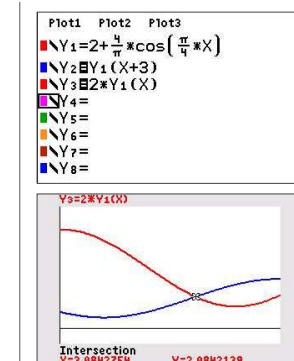 Plot1 Plot2 Plot3
\Y₁=2+4/π*cos(π/4*X)
\Y₂=Y₁(X+3)
\Y₃=2*Y₁(X)
\Y₄=
\Y₅=
\Y₆=
\Y₇=
\Y₈=
Y₃=2*Y₁(X)
Intersection